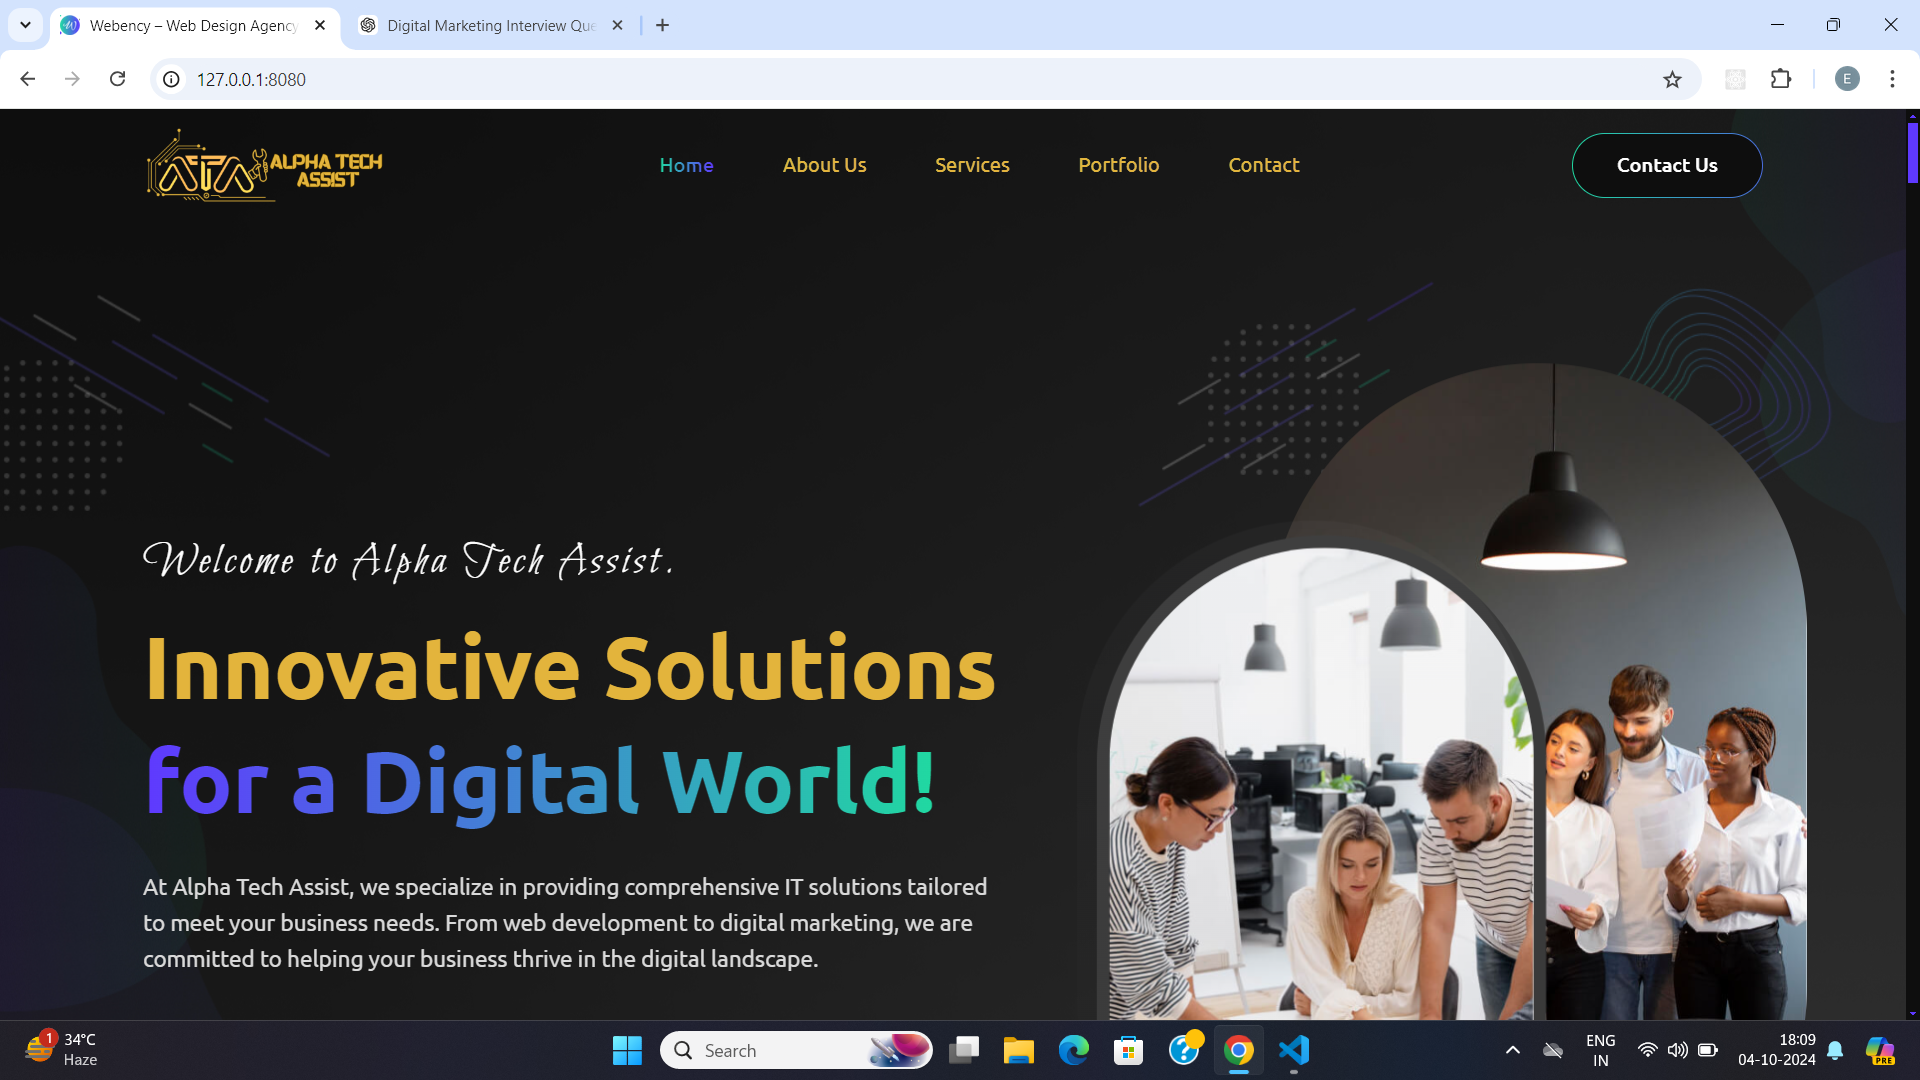 Webency – Web Design Agency
Digital Marketing Interview Que
127.0.0.1:8080
E
ALPHA TECH
ASSIST
Home
About Us
Services
Portfolio
Contact
Contact Us
Welcome to Alpha Tech Assist.
Innovative Solutions
for a Digital World!
At Alpha Tech Assist, we specialize in providing comprehensive IT solutions tailored
to meet your business needs. From web development to digital marketing, we are
committed to helping your business thrive in the digital landscape.
1
34°C
Haze
Search
ENG
IN
18:09
04-10-2024
PRE